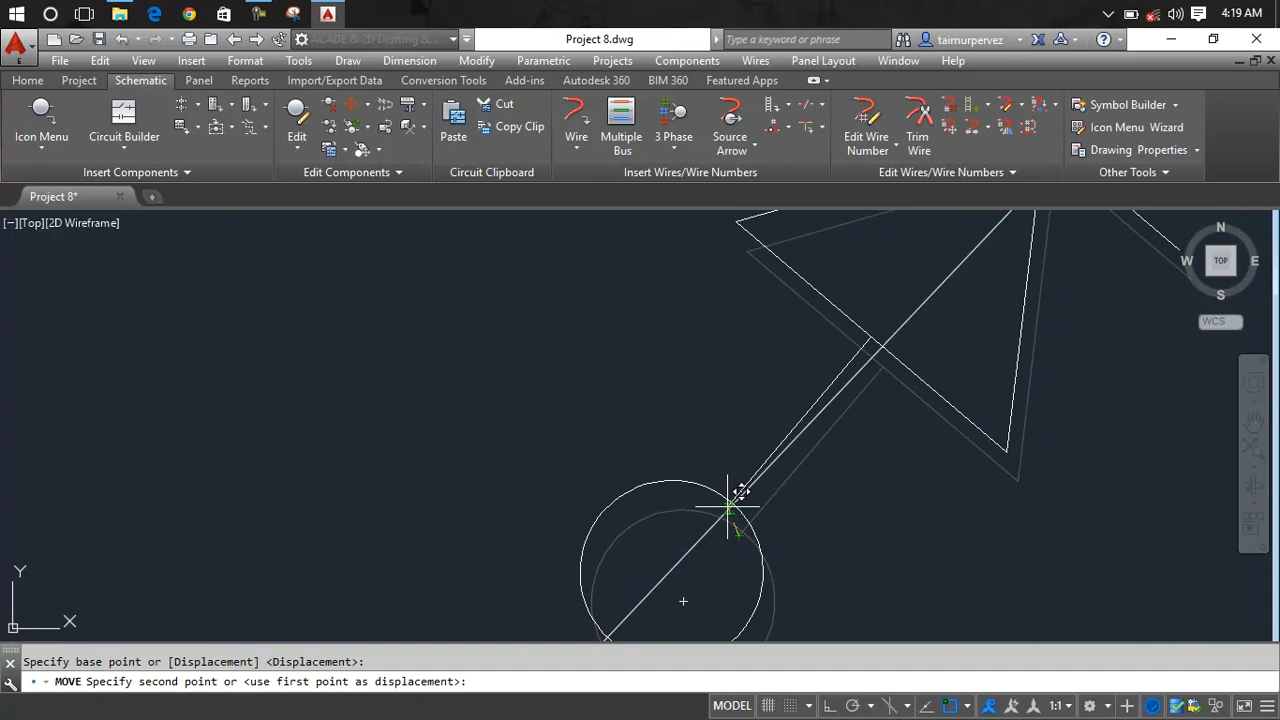 4:19 AM
ACADE & 2D Drafting &
Project 8.dwg
Type a keyword or phrase
taimurpervez
E
File Edit View Insert Format Tools Draw Dimension Modify Parametric Projects Components Wires Panel Layout Window Help
Home Project Schematic Panel Reports Import/Export Data Conversion Tools Add-ins Autodesk 360 BIM 360 Featured Apps
Icon Menu
Circuit Builder
Edit
Paste
Cut
Copy Clip
Wire
Multiple Bus
3 Phase
Source Arrow
Edit Wire Number
Trim Wire
Symbol Builder
Icon Menu Wizard
Drawing Properties
Insert Components Edit Components Circuit Clipboard Insert Wires/Wire Numbers Edit Wires/Wire Numbers Other Tools
Project 8*
[−][Top][2D Wireframe]
N
W TOP E
S
WCS
Y
X
Specify base point or [Displacement] <Displacement>:
MOVE Specify second point or <use first point as displacement>:
MODEL 1:1